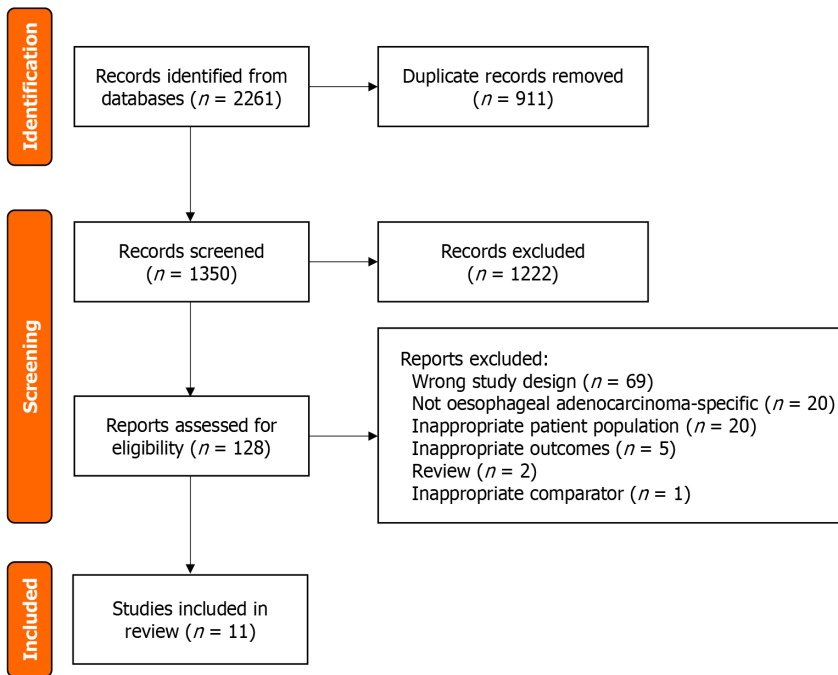 Identification
Records identified from
databases (n = 2261)
Duplicate records removed
(n = 911)
Screening
Records screened
(n = 1350)
Records excluded
(n = 1222)
Reports assessed for
eligibility (n = 128)
Reports excluded:
Wrong study design (n = 69)
Not oesophageal adenocarcinoma-specific (n = 20)
Inappropriate patient population (n = 20)
Inappropriate outcomes (n = 5)
Review (n = 2)
Inappropriate comparator (n = 1)
Included
Studies included in
review (n = 11)